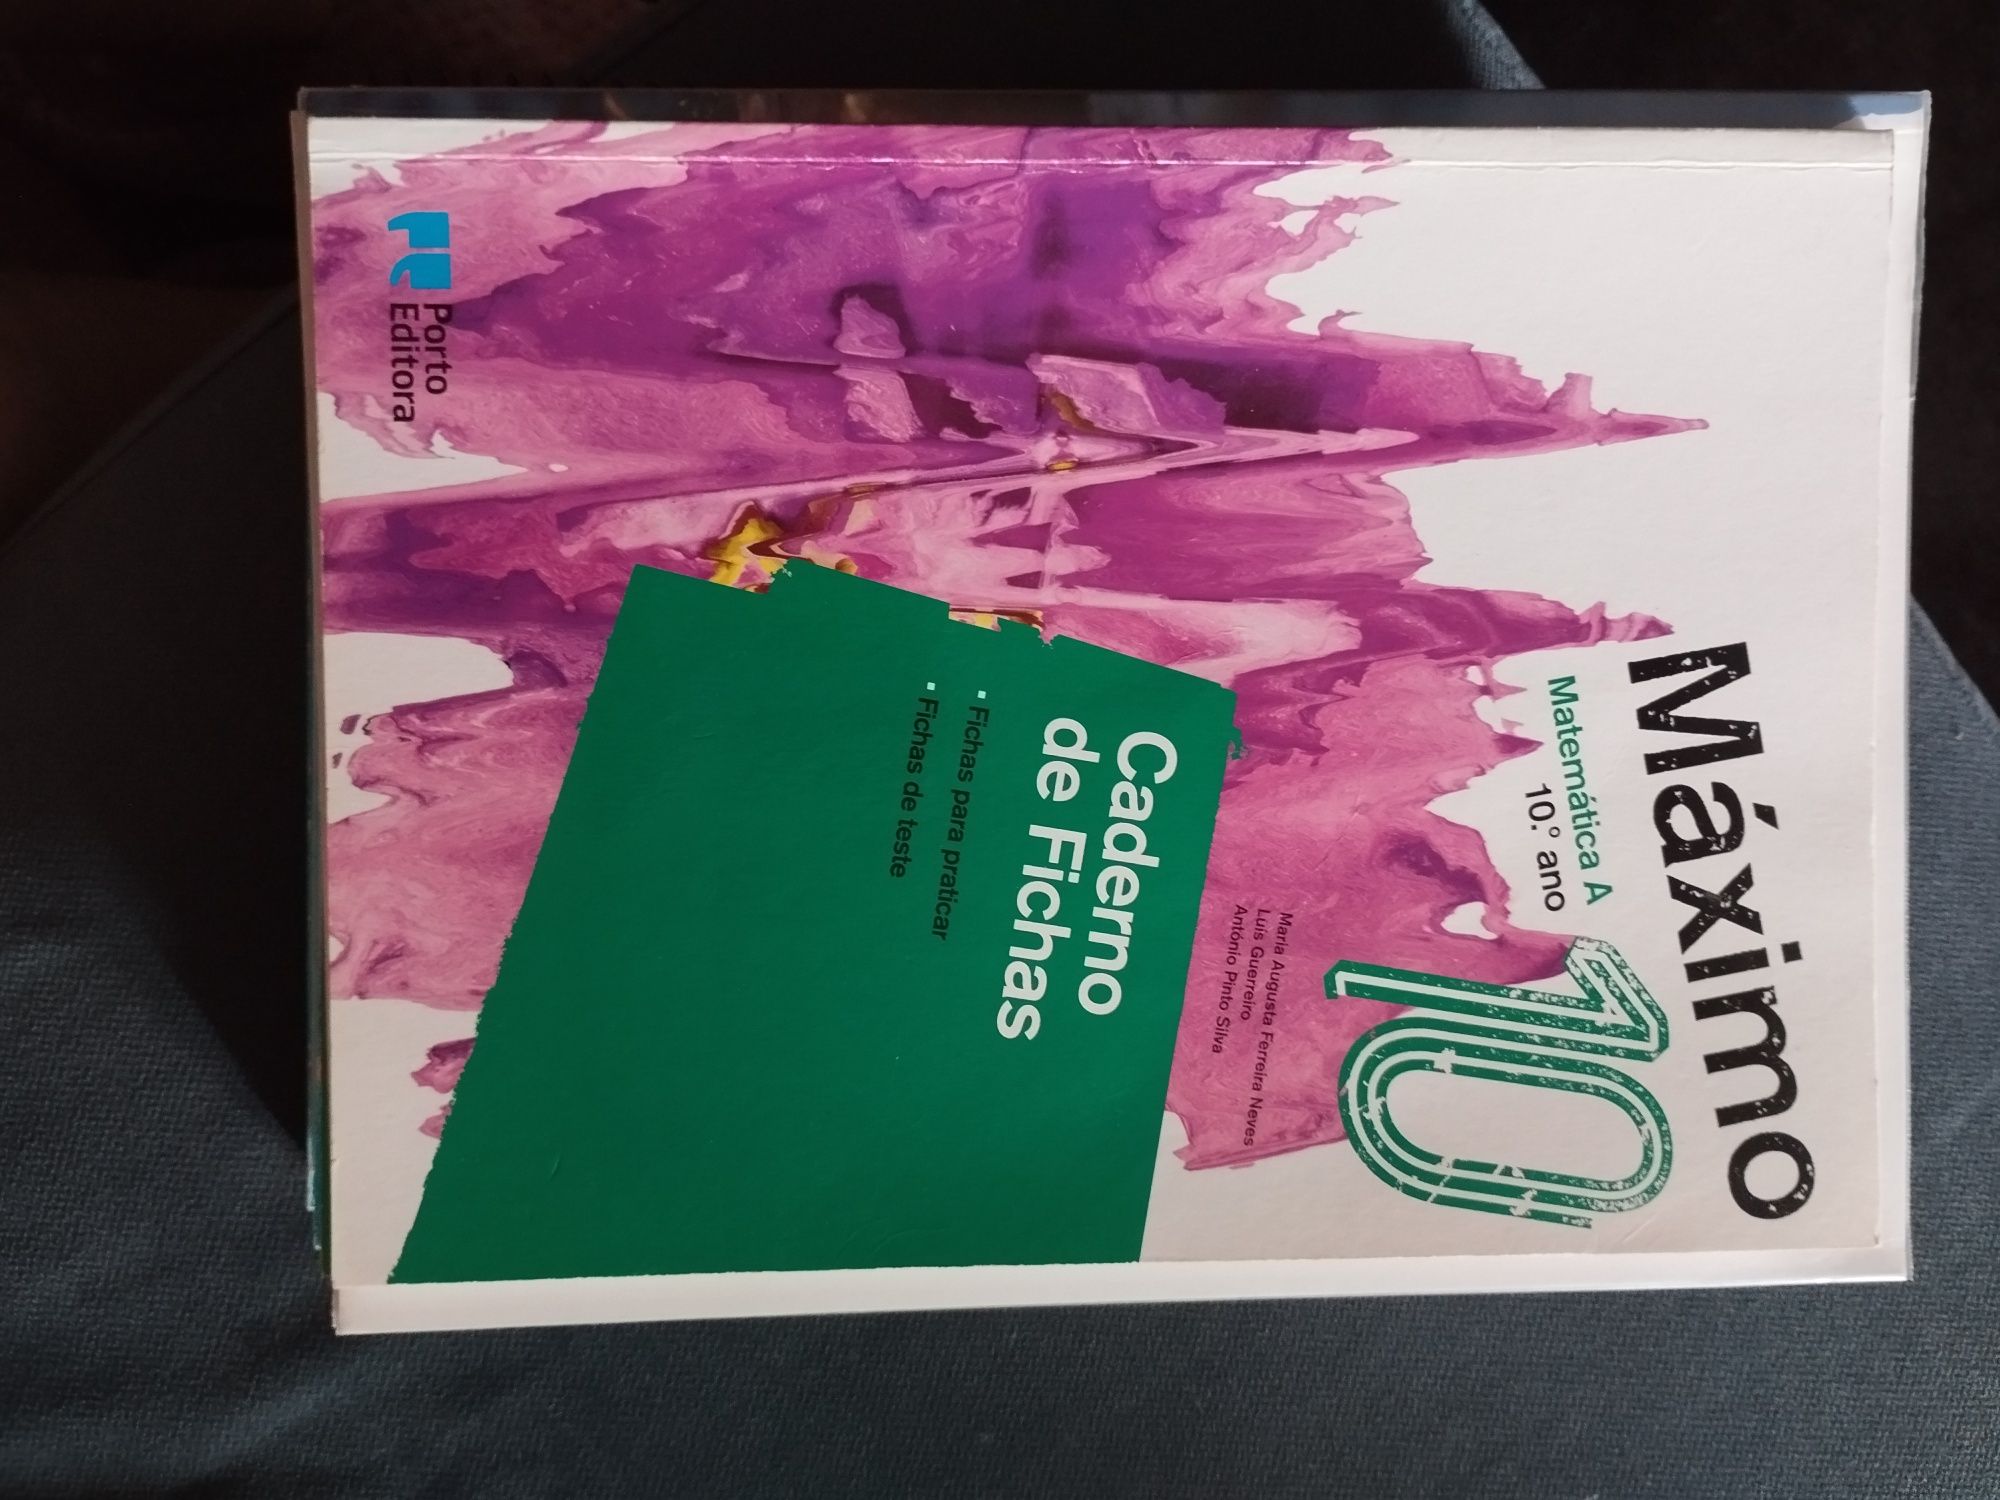 Máximo
Matemática A
10.º ano
10
Maria Augusta Ferreira Neves
Luís Guerreiro
António Pinto Silva
Caderno
de Fichas
▪ Fichas para praticar
▪ Fichas de teste
Porto
Editora